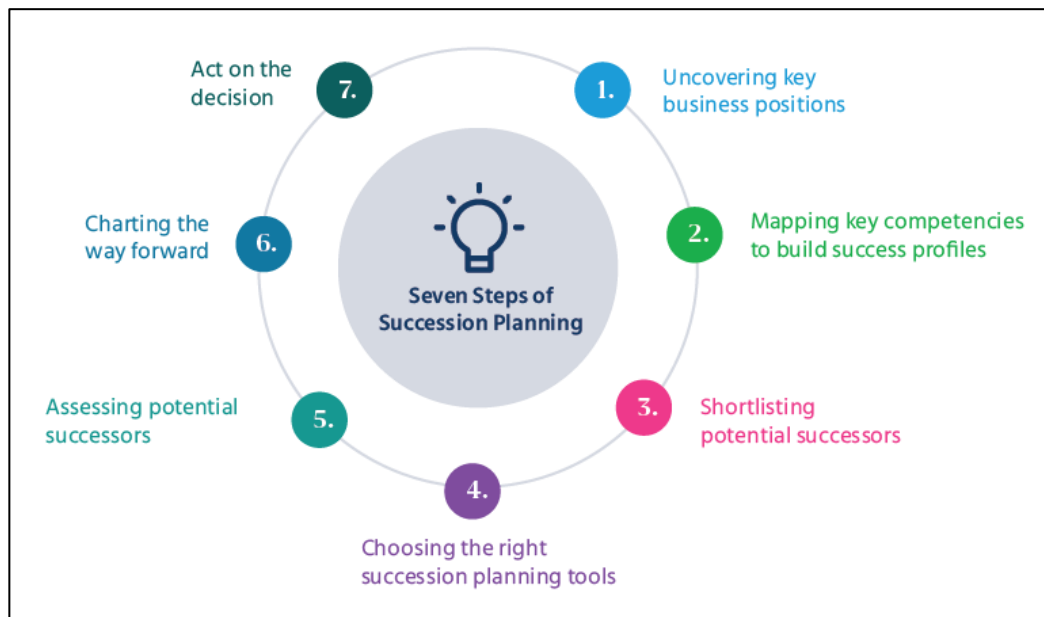 Seven Steps of
Succession Planning
1.
Uncovering key
business positions
2.
Mapping key competencies
to build success profiles
3.
Shortlisting
potential successors
4.
Choosing the right
succession planning tools
5.
Assessing potential
successors
6.
Charting the
way forward
7.
Act on the
decision